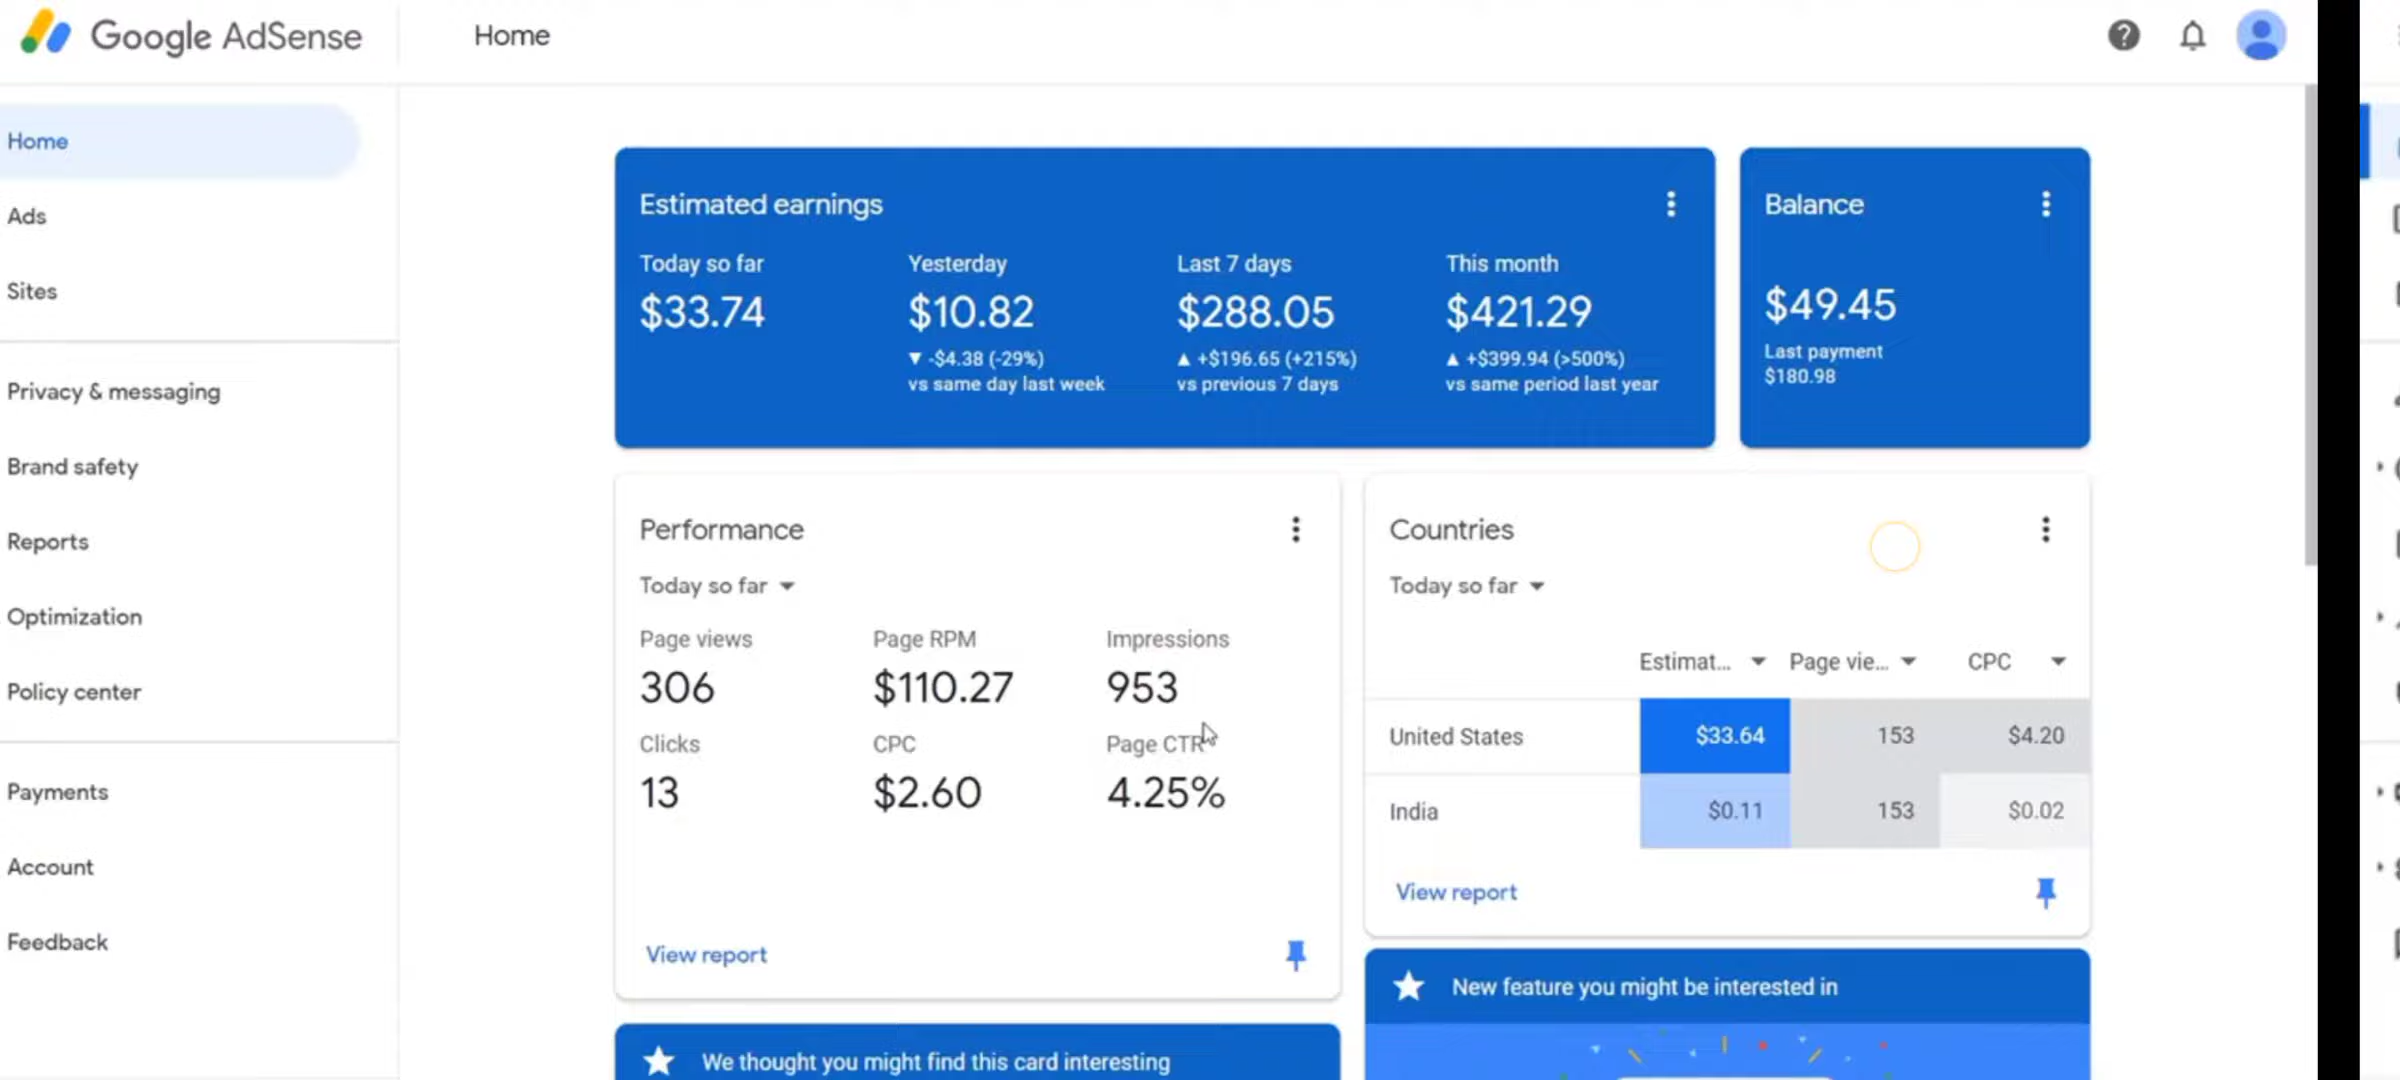 Google AdSense
Home
Home
Ads
Sites
Privacy & messaging
Brand safety
Reports
Optimization
Policy center
Payments
Account
Feedback
Estimated earnings
Today so far
$33.74
Yesterday
$10.82
▼ -$4.38 (-29%)
vs same day last week
Last 7 days
$288.05
▲ +$196.65 (+215%)
vs previous 7 days
This month
$421.29
▲ +$399.94 (>500%)
vs same period last year
Balance
$49.45
Last payment
$180.98
Performance
Today so far
Page views Page RPM Impressions
306 $110.27 953
Clicks CPC Page CTR
13 $2.60 4.25%
View report
Countries
Today so far
Estimat... Page vie... CPC
United States $33.64 153 $4.20
India $0.11 153 $0.02
View report
We thought you might find this card interesting
New feature you might be interested in